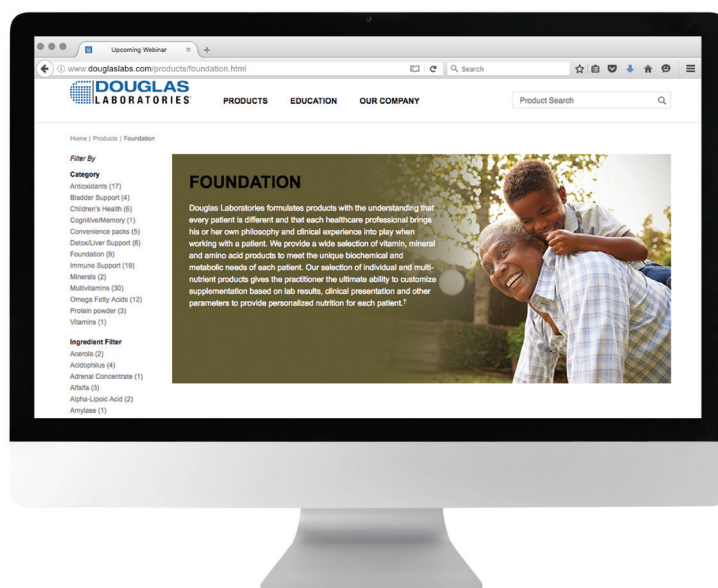 Upcoming Webinar
www.douglaslabs.com/products/foundation.html
Search
DOUGLAS
LABORATORIES
PRODUCTS
EDUCATION
OUR COMPANY
Product Search
Home | Products | Foundation
Filter By
Category
Antioxidants (17)
Bladder Support (4)
Children's Health (6)
Cognitive/Memory (1)
Convenience packs (5)
Detox/Liver Support (8)
Foundation (9)
Immune Support (19)
Minerals (2)
Multivitamins (30)
Omega Fatty Acids (12)
Protein powder (3)
Vitamins (1)
Ingredient Filter
Acerola (2)
Acidophilus (4)
Adrenal Concentrate (1)
Alfalfa (3)
Alpha-Lipoic Acid (2)
Amylase (1)
FOUNDATION
Douglas Laboratories formulates products with the understanding that
every patient is different and that each healthcare professional brings
his or her own philosophy and clinical experience into play when
working with a patient. We provide a wide selection of vitamin, mineral
and amino acid products to meet the unique biochemical and
metabolic needs of each patient. Our selection of individual and multi-
nutrient products gives the practitioner the ultimate ability to customize
supplementation based on lab results, clinical presentation and other
parameters to provide personalized nutrition for each patient.†